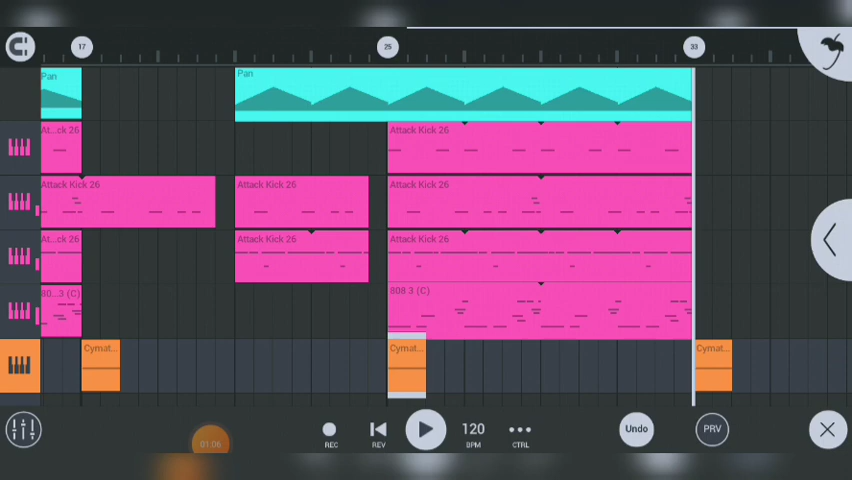 17
25
33
Pan
Pan
At...ck 26
Attack Kick 26
Attack Kick 26
Attack Kick 26
Attack Kick 26
At...ck 26
Attack Kick 26
Attack Kick 26
80...3 (C)
808 3 (C)
Cymat...
Cymat...
Cymat...
01:06
REC
REV
120
BPM
CTRL
Undo
PRV